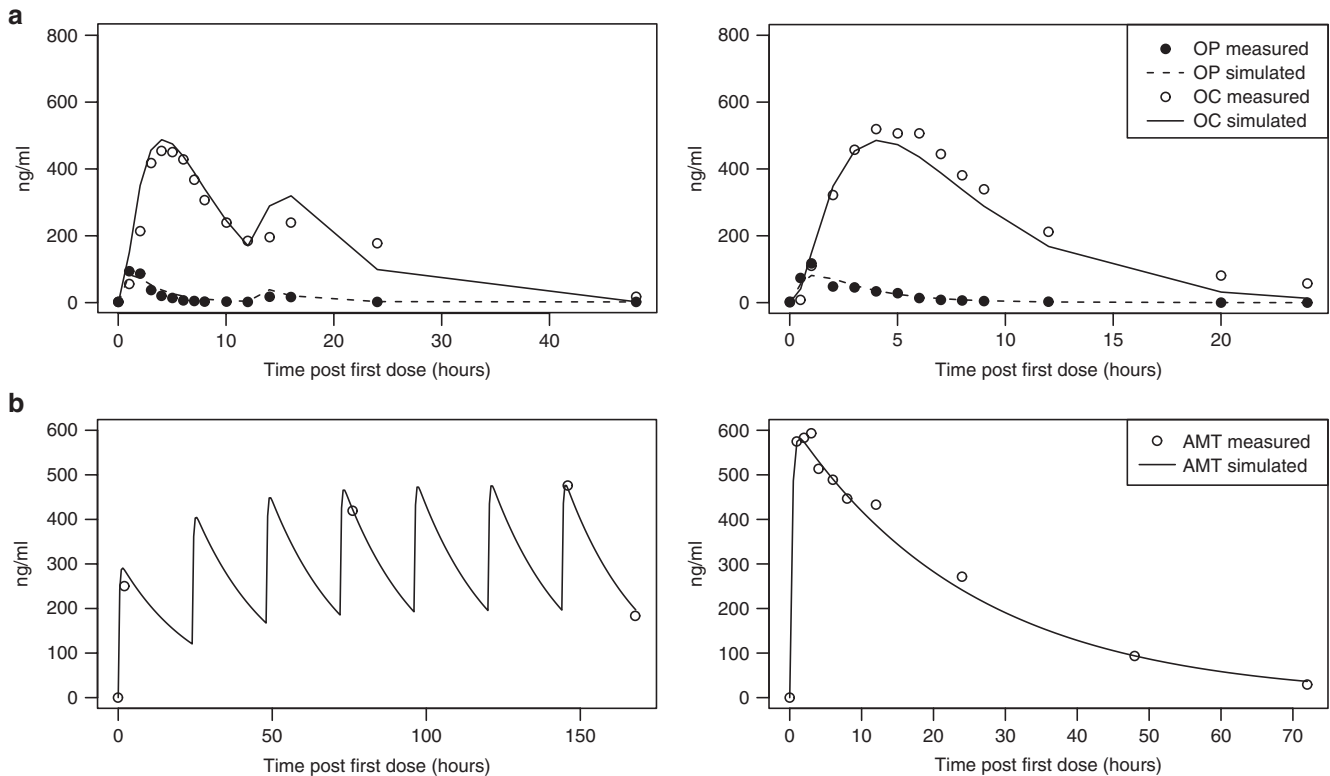 a
800
600
400
200
0
ng/ml
0 10 20 30 40
Time post first dose (hours)
800
600
400
200
0
ng/ml
0 5 10 15 20
Time post first dose (hours)
OP measured
OP simulated
OC measured
OC simulated
b
600
500
400
300
200
100
0
ng/ml
0 50 100 150
Time post first dose (hours)
600
500
400
300
200
100
0
ng/ml
0 10 20 30 40 50 60 70
Time post first dose (hours)
AMT measured
AMT simulated